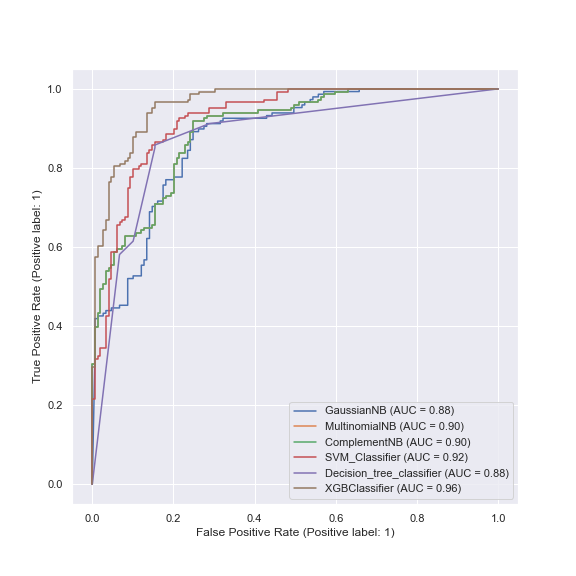 1.0
0.8
0.6
0.4
0.2
0.0
True Positive Rate (Positive label: 1)
GaussianNB (AUC = 0.88)
MultinomialNB (AUC = 0.90)
ComplementNB (AUC = 0.90)
SVM_Classifier (AUC = 0.92)
Decision_tree_classifier (AUC = 0.88)
XGBClassifier (AUC = 0.96)
0.0 0.2 0.4 0.6 0.8 1.0
False Positive Rate (Positive label: 1)